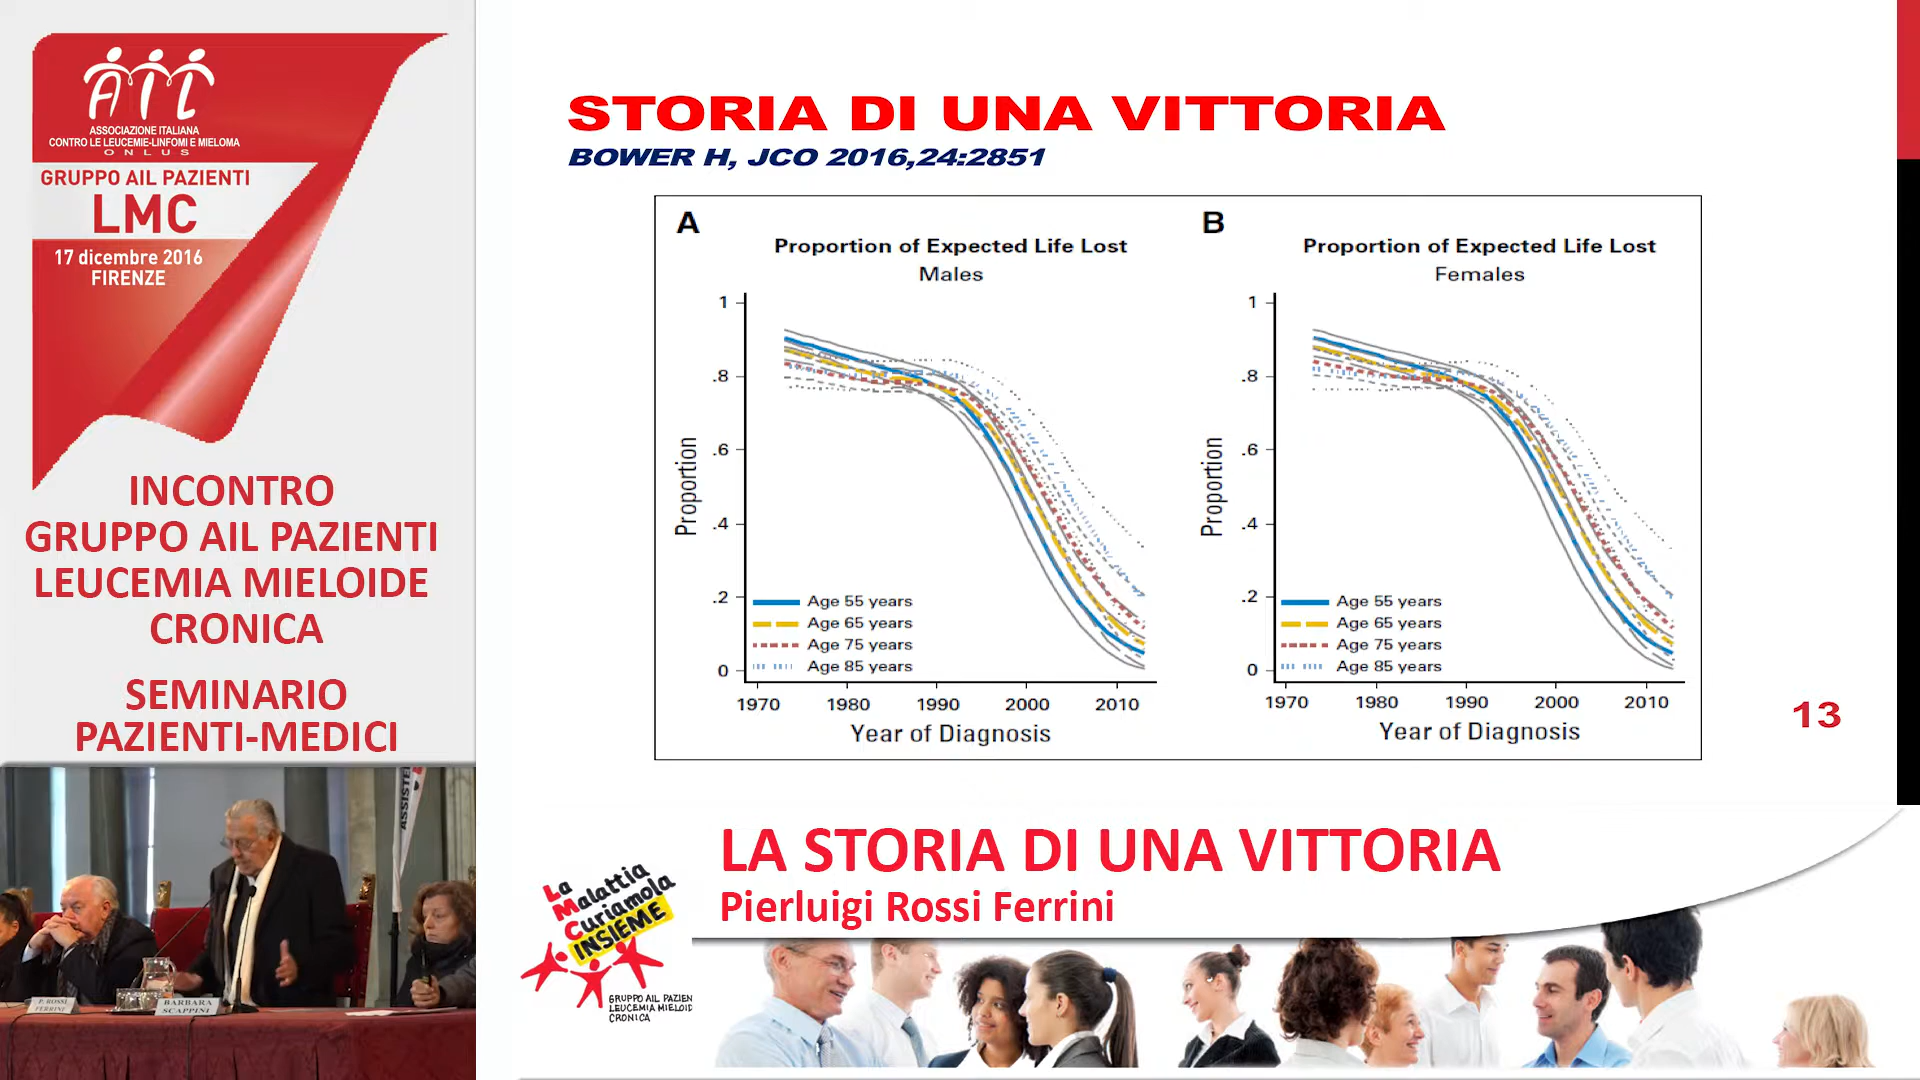 AIL
ASSOCIAZIONE ITALIANA
CONTRO LE LEUCEMIE-LINFOMI E MIELOMA
ONLUS
GRUPPO AIL PAZIENTI
LMC
17 dicembre 2016
FIRENZE
INCONTRO
GRUPPO AIL PAZIENTI
LEUCEMIA MIELOIDE
CRONICA
SEMINARIO
PAZIENTI-MEDICI
ASSISTE
P. ROSSI
FERRINI
BARBARA
SCAPPINI
STORIA DI UNA VITTORIA
BOWER H, JCO 2016,24:2851
A
Proportion of Expected Life Lost
Males
1
.8
.6
.4
.2
0
Proportion
Age 55 years
Age 65 years
Age 75 years
Age 85 years
1970 1980 1990 2000 2010
Year of Diagnosis
B
Proportion of Expected Life Lost
Females
1
.8
.6
.4
.2
0
Proportion
Age 55 years
Age 65 years
Age 75 years
Age 85 years
1970 1980 1990 2000 2010
Year of Diagnosis
13
LA STORIA DI UNA VITTORIA
Pierluigi Rossi Ferrini
La
Malattia
Curiamola
INSIEME
GRUPPO AIL PAZIEN
LEUCEMIA MIELOID
CRONICA